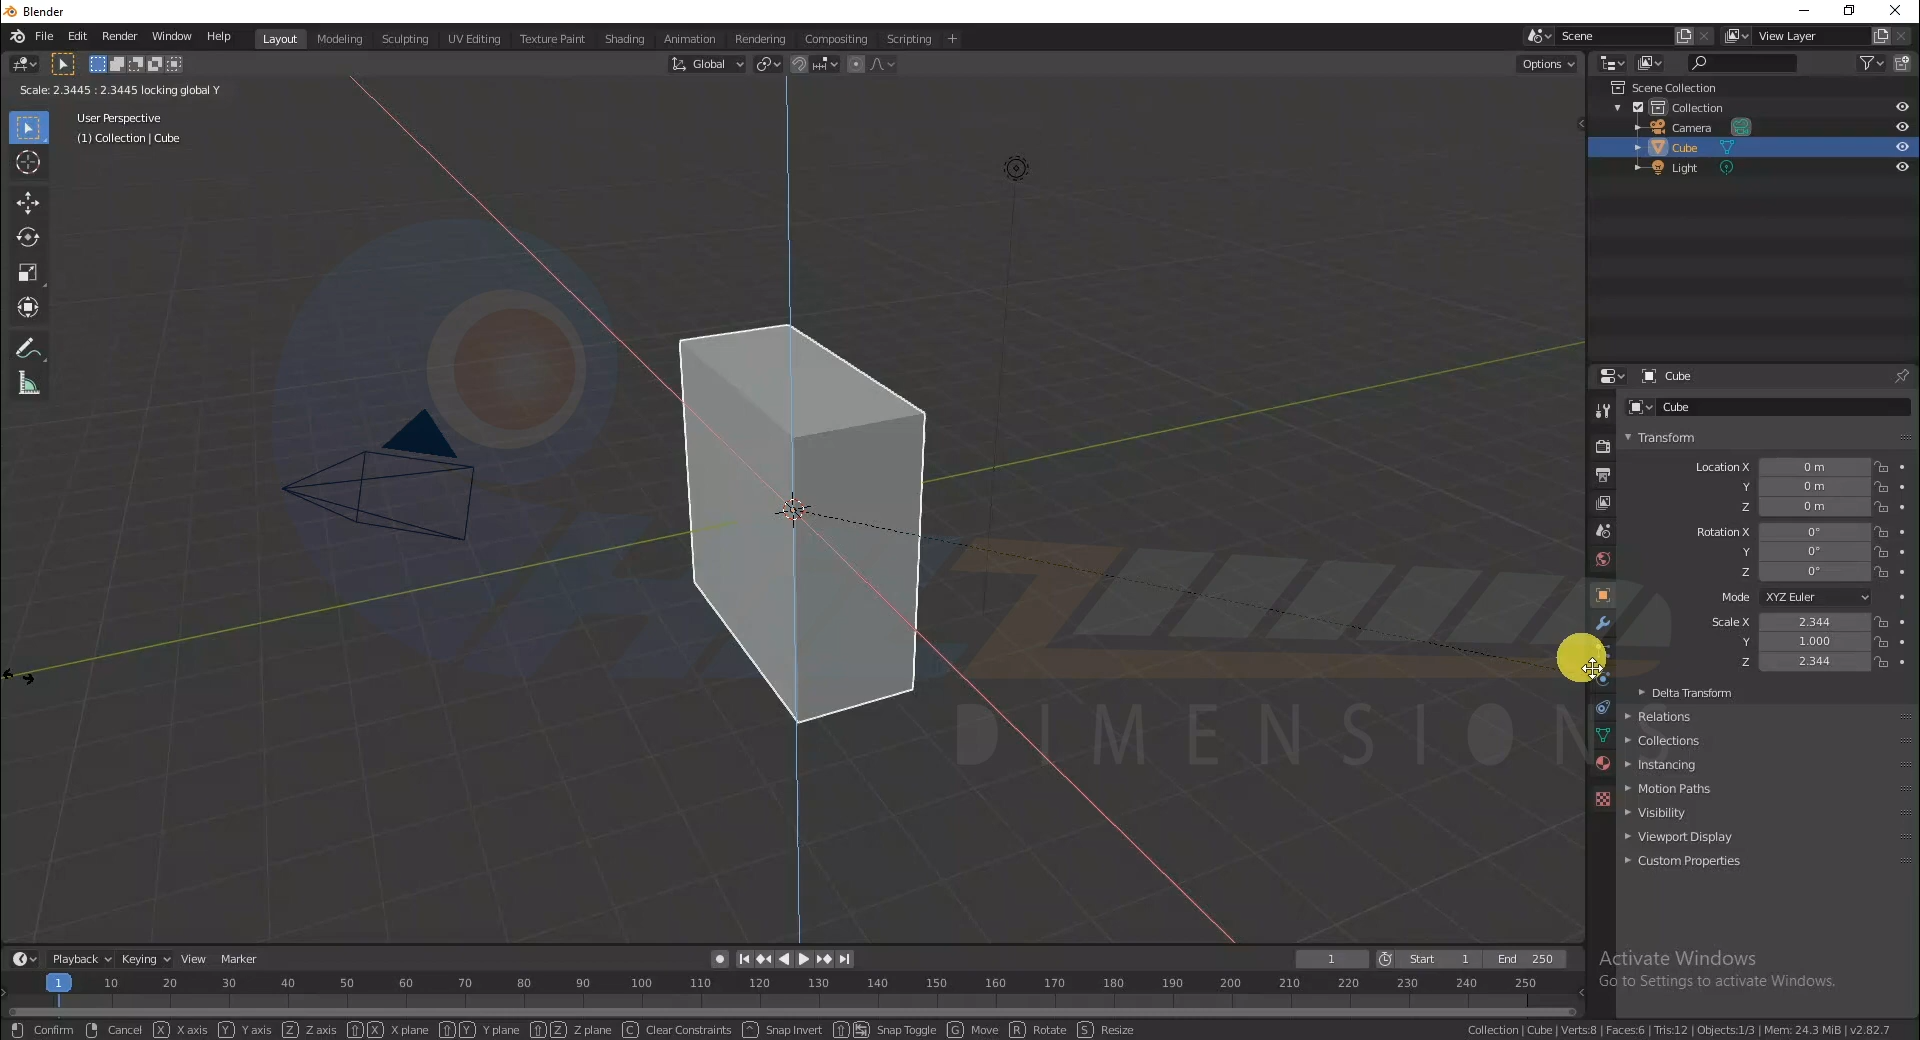 Blender
File Edit Render Window Help Layout Modeling Sculpting UV Editing Texture Paint Shading Animation Rendering Compositing Scripting + Scene View Layer
Global Options
Scale: 2.3445 : 2.3445 locking global Y
User Perspective
(1) Collection | Cube
Scene Collection
Collection
Camera
Cube
Light
Cube
Cube
Transform
Location X 0 m
Y 0 m
Z 0 m
Rotation X 0°
Y 0°
Z 0°
Mode XYZ Euler
Scale X 2.344
Y 1.000
Z 2.344
Delta Transform
Relations
Collections
Instancing
Motion Paths
Visibility
Viewport Display
Custom Properties
DIMENSIONS
Activate Windows
Go to Settings to activate Windows.
Playback Keying View Marker 1 Start 1 End 250
1 10 20 30 40 50 60 70 80 90 100 110 120 130 140 150 160 170 180 190 200 210 220 230 240 250
Confirm Cancel X X axis Y Y axis Z Z axis X X plane Y Y plane Z Z plane C Clear Constraints ^ Snap Invert Snap Toggle G Move R Rotate S Resize Collection | Cube | Verts:8 | Faces:6 | Tris:12 | Objects:1/3 | Mem: 24.3 MiB | v2.82.7